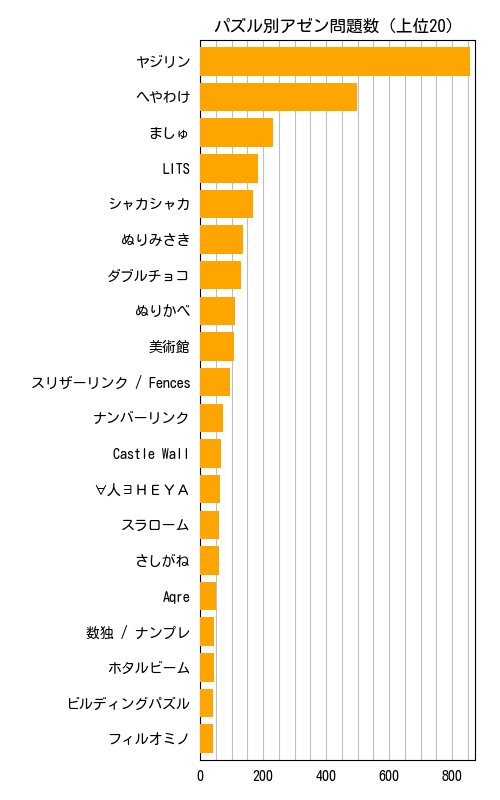 パズル別アゼン問題数 (上位20)
ヤジリン
へやわけ
ましゅ
LITS
シャカシャカ
ぬりみさき
ダブルチョコ
ぬりかべ
美術館
スリザーリンク / Fences
ナンバーリンク
Castle Wall
∀人∃ＨＥＹＡ
スラローム
さしがね
Aqre
数独 / ナンプレ
ホタルビーム
ビルディングパズル
フィルオミノ
0 200 400 600 800